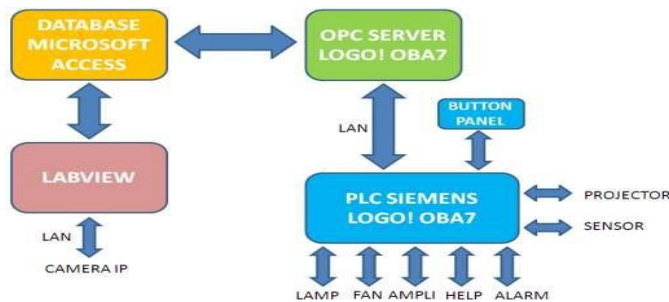 DATABASE
MICROSOFT
ACCESS
OPC SERVER
LOGO! OBA7
LAN
BUTTON
PANEL
LABVIEW
PLC SIEMENS
LOGO! OBA7
PROJECTOR
SENSOR
LAN
CAMERA IP
LAMP FAN AMPLI HELP ALARM